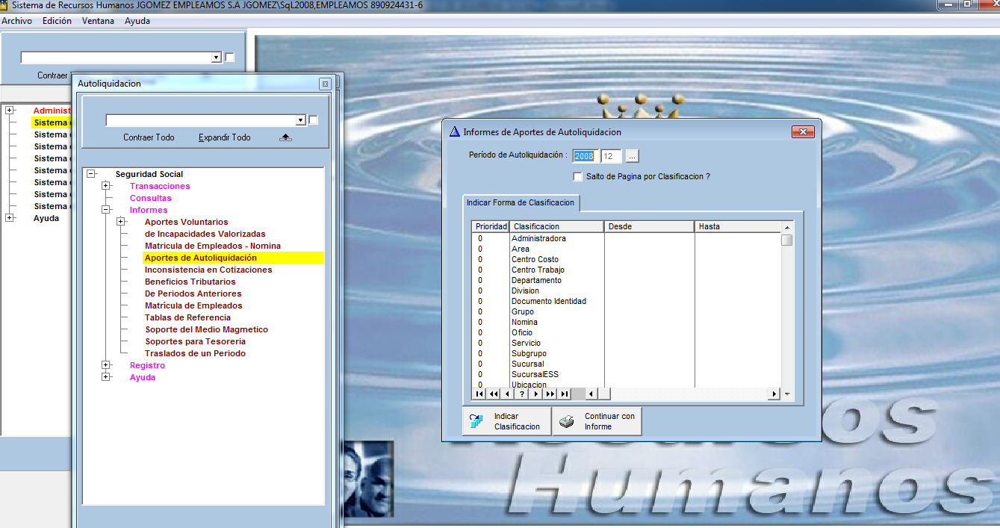 Sistema de Recursos Humanos JGOMEZ EMPLEAMOS S.A JGOMEZ\SqL2008,EMPLEAMOS 890924431-6
Archivo Edición Ventana Ayuda
Contraer
Administ
Sistema
Sistema
Sistema
Sistema
Sistema
Sistema
Sistema
Sistema
Ayuda
Autoliquidacion
Contraer Todo Expandir Todo
Seguridad Social
Transacciones
Consultas
Informes
Aportes Voluntarios
de Incapacidades Valorizadas
Matricula de Empleados - Nomina
Aportes de Autoliquidación
Inconsistencia en Cotizaciones
Beneficios Tributarios
De Periodos Anteriores
Matrícula de Empleados
Tablas de Referencia
Soporte del Medio Magmetico
Soportes para Tesoreria
Traslados de un Periodo
Registro
Ayuda
Informes de Aportes de Autoliquidacion
Período de Autoliquidación : 2008 12 ...
Salto de Pagina por Clasificacion ?
Indicar Forma de Clasificacion
Prioridad Clasificacion Desde Hasta
0 Administradora
0 Area
0 Centro Costo
0 Centro Trabajo
0 Departamento
0 Division
0 Documento Identidad
0 Grupo
0 Nomina
0 Oficio
0 Servicio
0 Subgrupo
0 Sucursal
0 SucursalESS
0 Ubicacion
?
Indicar
Clasificacion
Continuar con
Informe
Humanos